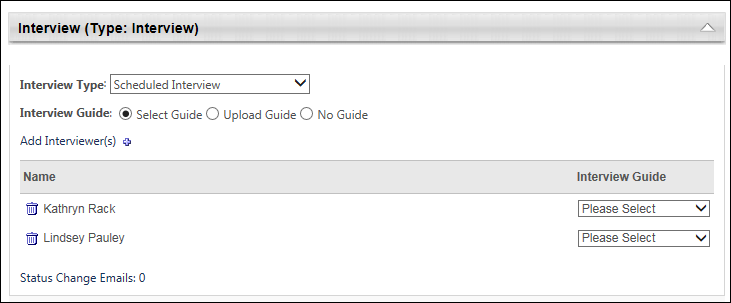 Interview (Type: Interview)
Interview Type: Scheduled Interview
Interview Guide: Select Guide Upload Guide No Guide
Add Interviewer(s)
Name Interview Guide
Kathryn Rack Please Select
Lindsey Pauley Please Select
Status Change Emails: 0